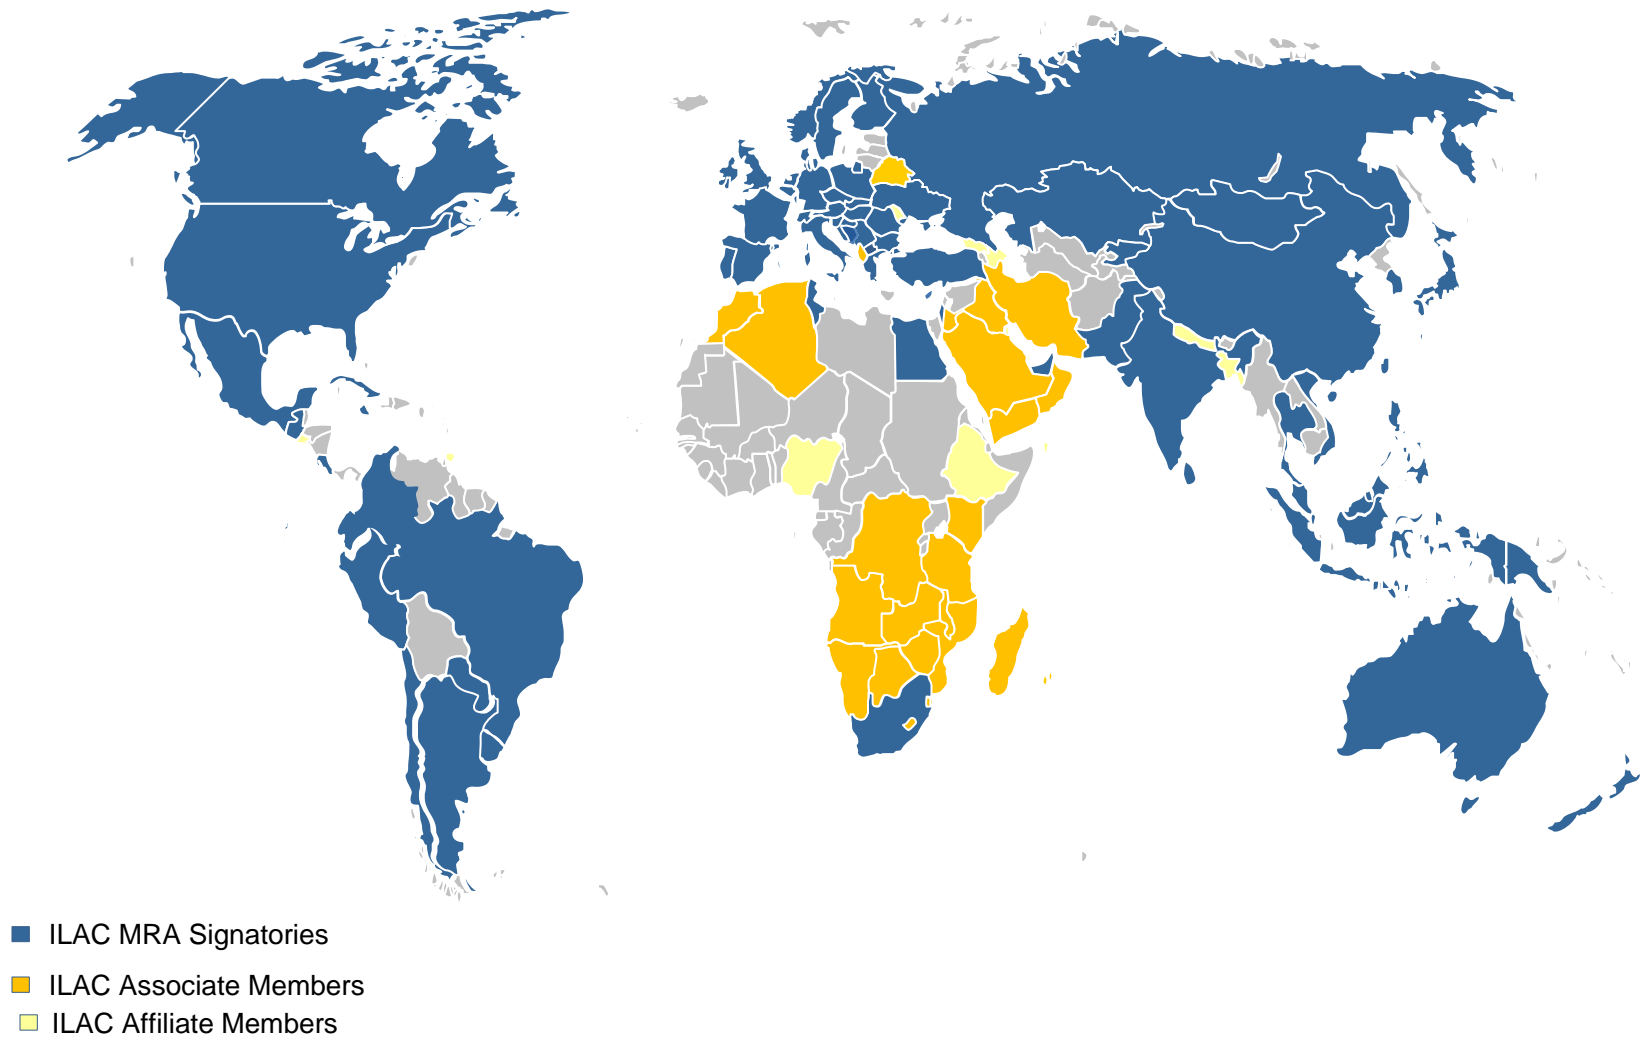 ILAC MRA Signatories
ILAC Associate Members
ILAC Affiliate Members